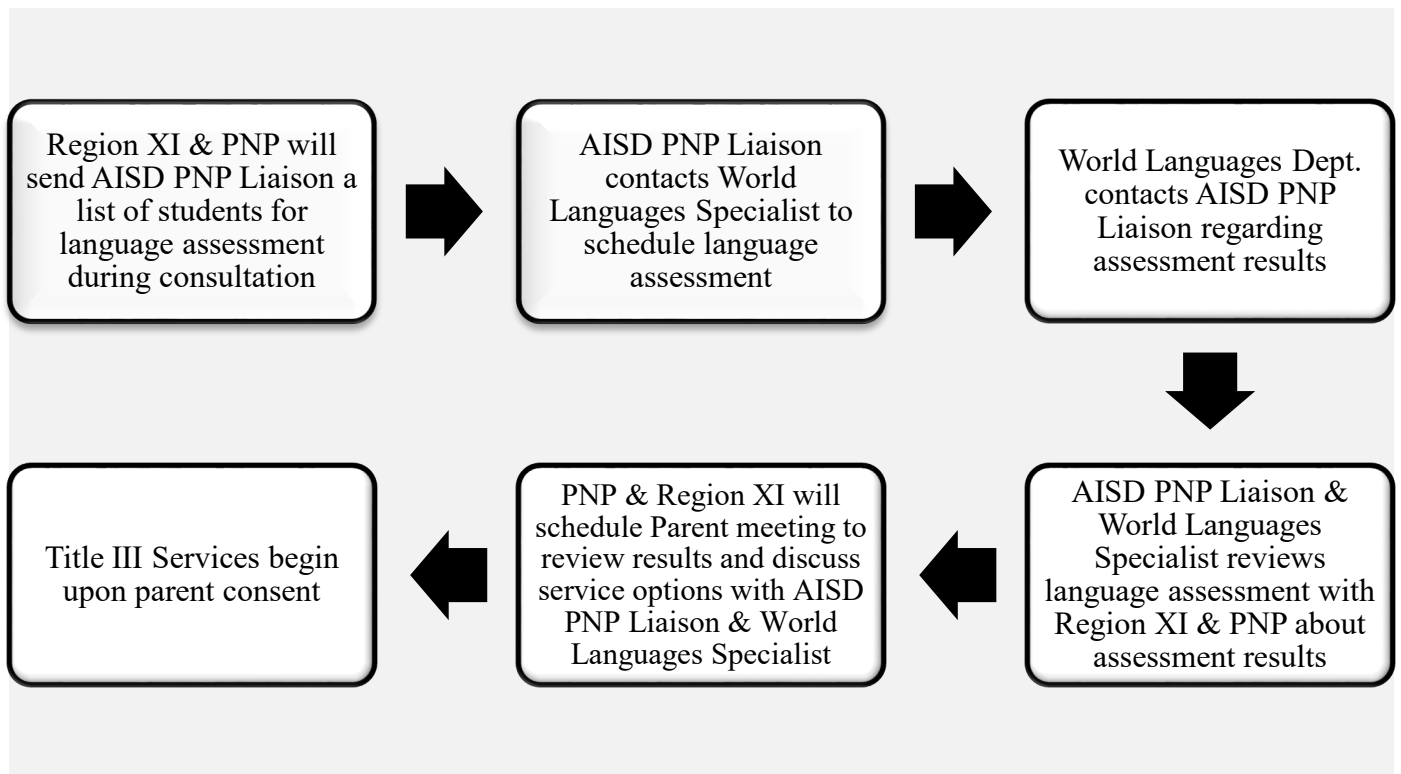 Region XI & PNP will
send AISD PNP Liaison a
list of students for
language assessment
during consultation
AISD PNP Liaison
contacts World
Languages Specialist to
schedule language
assessment
World Languages Dept.
contacts AISD PNP
Liaison regarding
assessment results
AISD PNP Liaison &
World Languages
Specialist reviews
language assessment with
Region XI & PNP about
assessment results
PNP & Region XI will
schedule Parent meeting to
review results and discuss
service options with AISD
PNP Liaison & World
Languages Specialist
Title III Services begin
upon parent consent